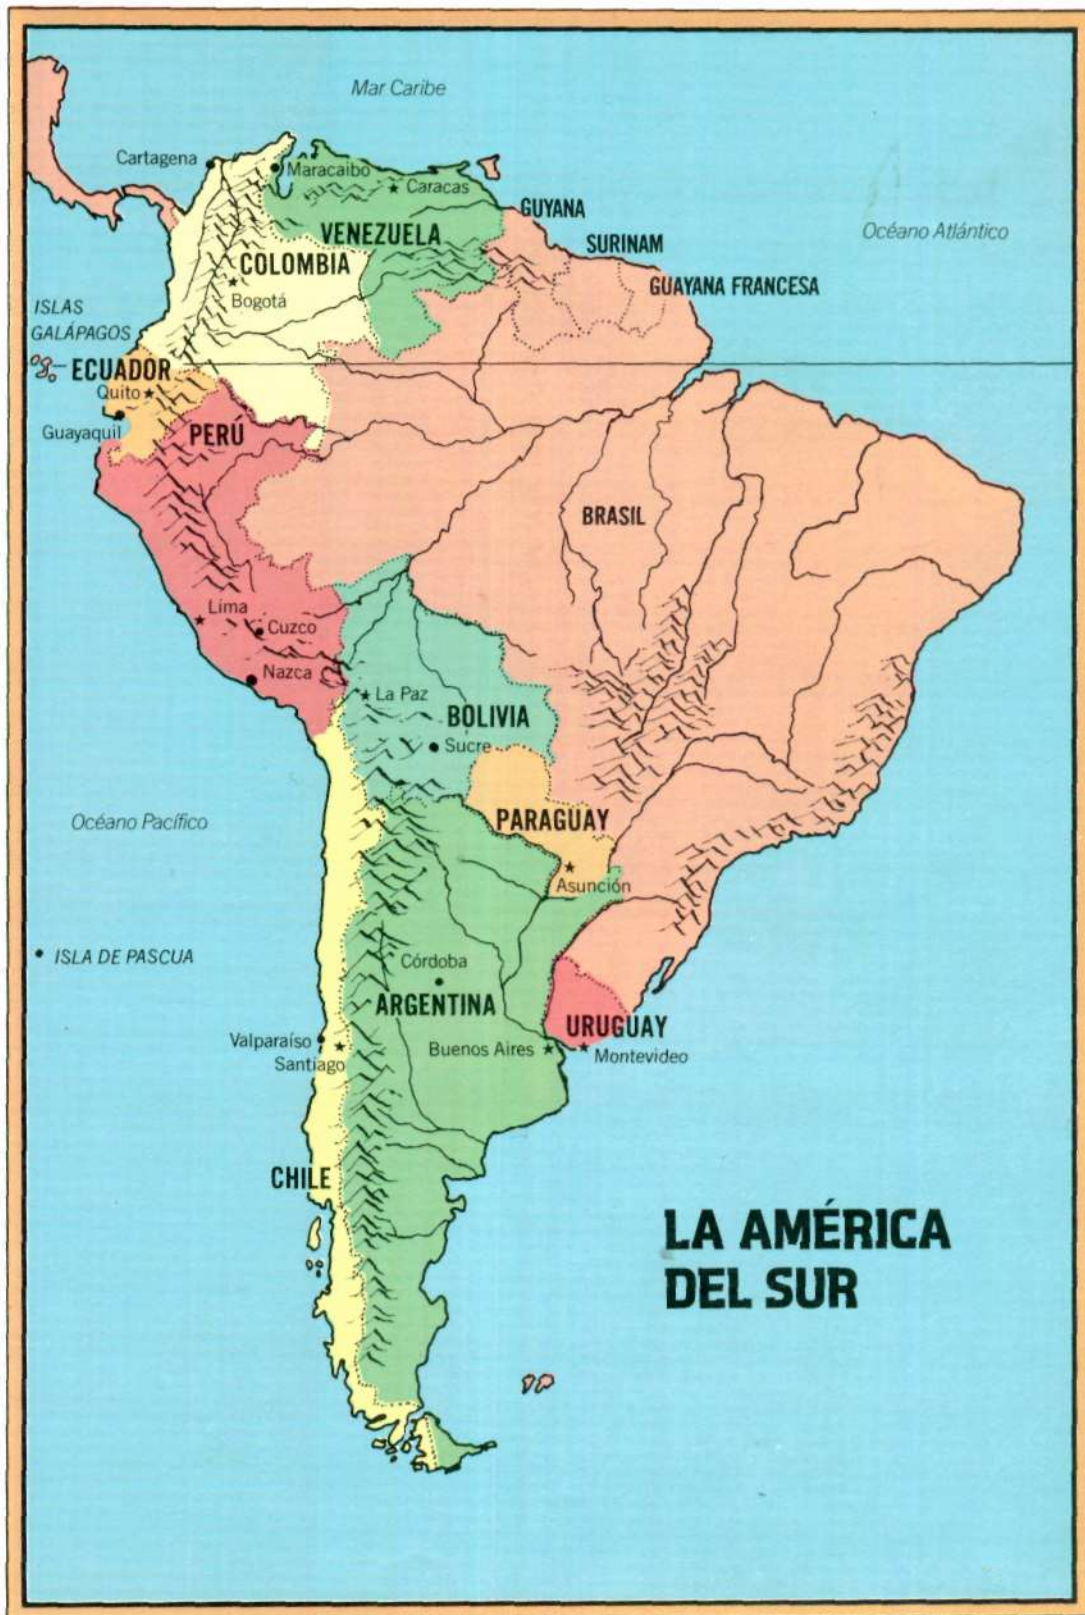 Mar Caribe
Cartagena
Maracaibo
Caracas
GUYANA
VENEZUELA
SURINAM
Océano Atlántico
COLOMBIA
GUAYANA FRANCESA
Bogotá
ISLAS
GALÁPAGOS
ECUADOR
Quito
Guayaquil
PERÚ
BRASIL
Lima
Cuzco
Nazca
La Paz
BOLIVIA
Sucre
Océano Pacífico
PARAGUAY
Asunción
ISLA DE PASCUA
Córdoba
ARGENTINA
URUGUAY
Valparaíso
Santiago
Buenos Aires
Montevideo
CHILE
LA AMÉRICA
DEL SUR